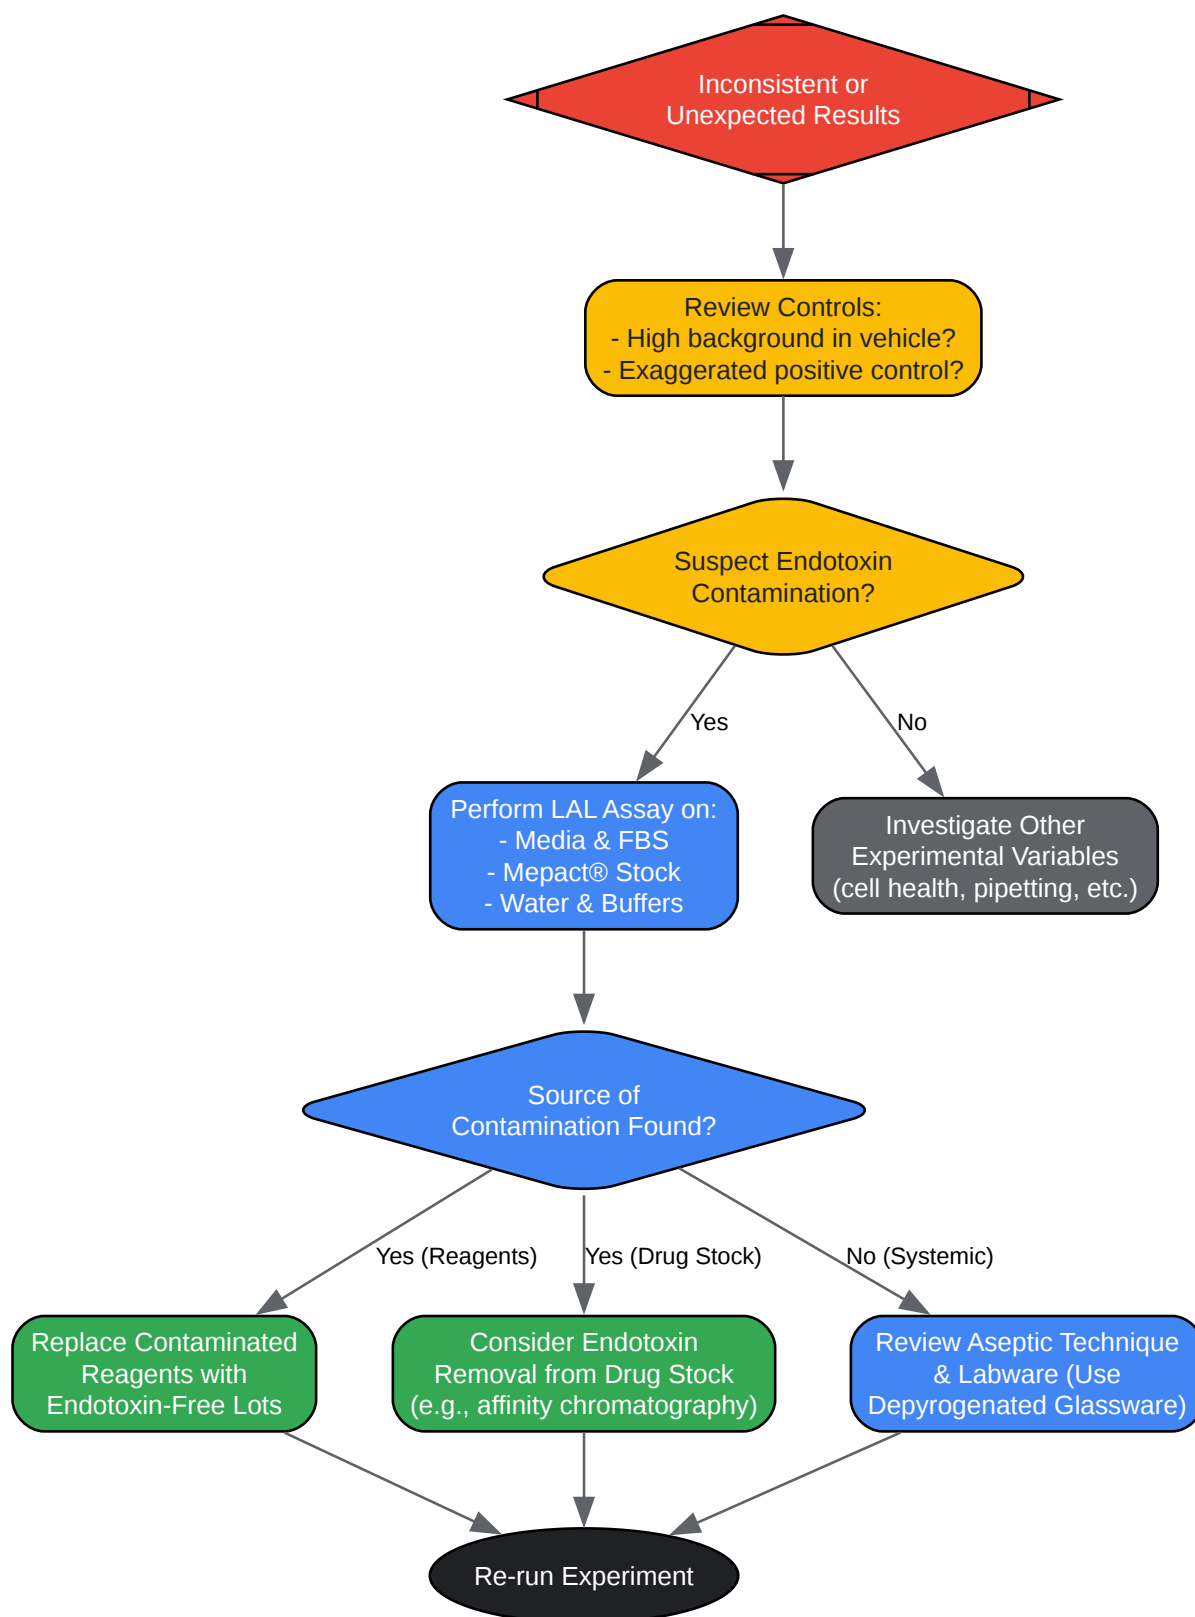 Inconsistent or
Unexpected Results
Review Controls:
- High background in vehicle?
- Exaggerated positive control?
Suspect Endotoxin
Contamination?
Yes
No
Perform LAL Assay on:
- Media & FBS
- Mepact® Stock
- Water & Buffers
Investigate Other
Experimental Variables
(cell health, pipetting, etc.)
Source of
Contamination Found?
Yes (Reagents)
Yes (Drug Stock)
No (Systemic)
Replace Contaminated
Reagents with
Endotoxin-Free Lots
Consider Endotoxin
Removal from Drug Stock
(e.g., affinity chromatography)
Review Aseptic Technique
& Labware (Use
Depyrogenated Glassware)
Re-run Experiment